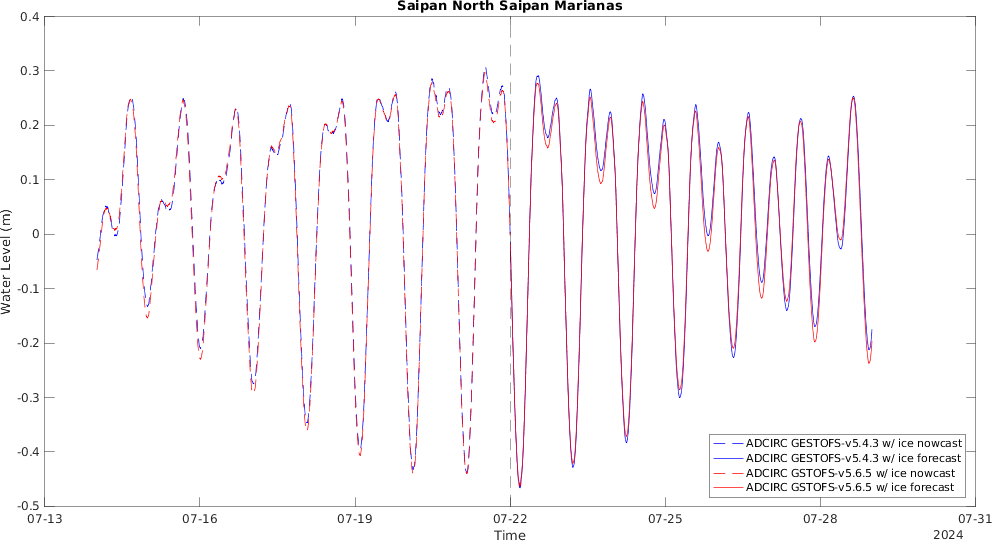 Saipan North Saipan Marianas
0.4
0.3
0.2
0.1
0
-0.1
-0.2
-0.3
-0.4
-0.5
Water Level (m)
07-13
07-16
07-19
07-22
07-25
07-28
07-31
Time
2024
ADCIRC GESTOFS-v5.4.3 w/ ice nowcast
ADCIRC GESTOFS-v5.4.3 w/ ice forecast
ADCIRC GSTOFS-v5.6.5 w/ ice nowcast
ADCIRC GSTOFS-v5.6.5 w/ ice forecast